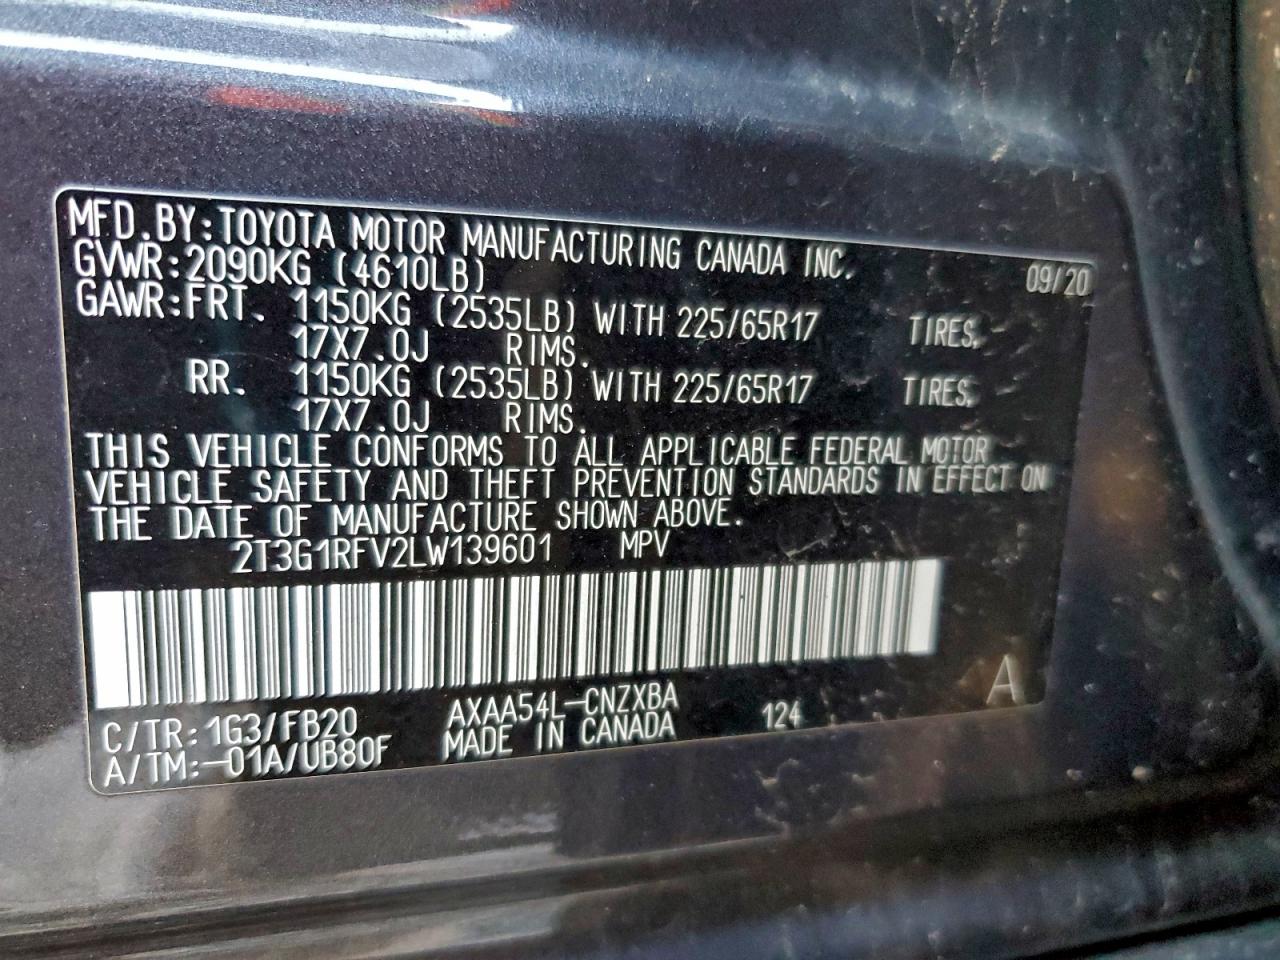 MFD.BY:TOYOTA MOTOR MANUFACTURING CANADA INC. 09/20
GVWR:2090KG (4610LB)
GAWR:FRT. 1150KG (2535LB) WITH 225/65R17 TIRES,
17X7.0J RIMS.
RR. 1150KG (2535LB) WITH 225/65R17 TIRES,
17X7.0J RIMS.
THIS VEHICLE CONFORMS TO ALL APPLICABLE FEDERAL MOTOR
VEHICLE SAFETY AND THEFT PREVENTION STANDARDS IN EFFECT ON
THE DATE OF MANUFACTURE SHOWN ABOVE.
2T3G1RFV2LW139601 MPV
C/TR:1G3/FB20 AXAA54L-CNZXBA 124 A
A/TM:-01A/UB80F MADE IN CANADA